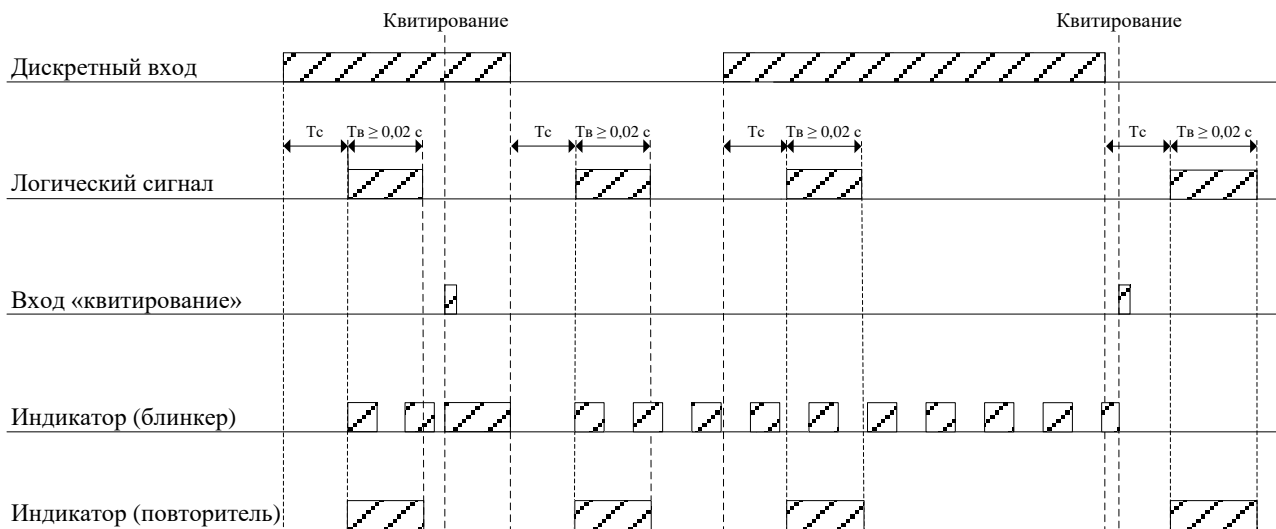 Квитирование Квитирование
Дискретный вход
Тс Тв ≥ 0,02 с Тс Тв ≥ 0,02 с Тс Тв ≥ 0,02 с Тс Тв ≥ 0,02 с
Логический сигнал
Вход «квитирование»
Индикатор (блинкер)
Индикатор (повторитель)